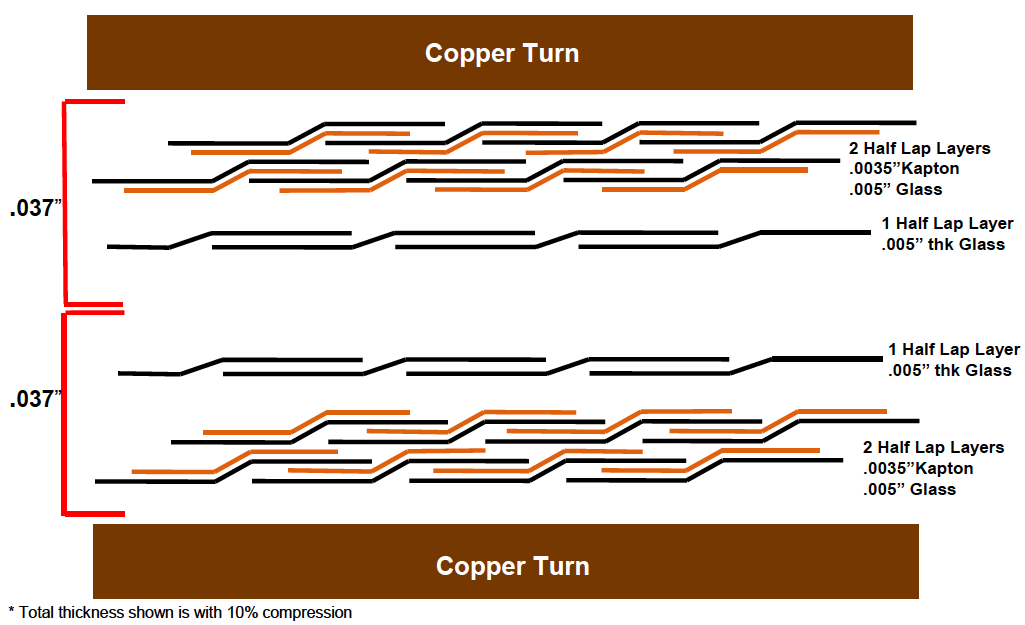 Copper Turn
2 Half Lap Layers
.0035”Kapton
.005” Glass
.037”
1 Half Lap Layer
.005” thk Glass
1 Half Lap Layer
.005” thk Glass
.037”
2 Half Lap Layers
.0035”Kapton
.005” Glass
Copper Turn
* Total thickness shown is with 10% compression